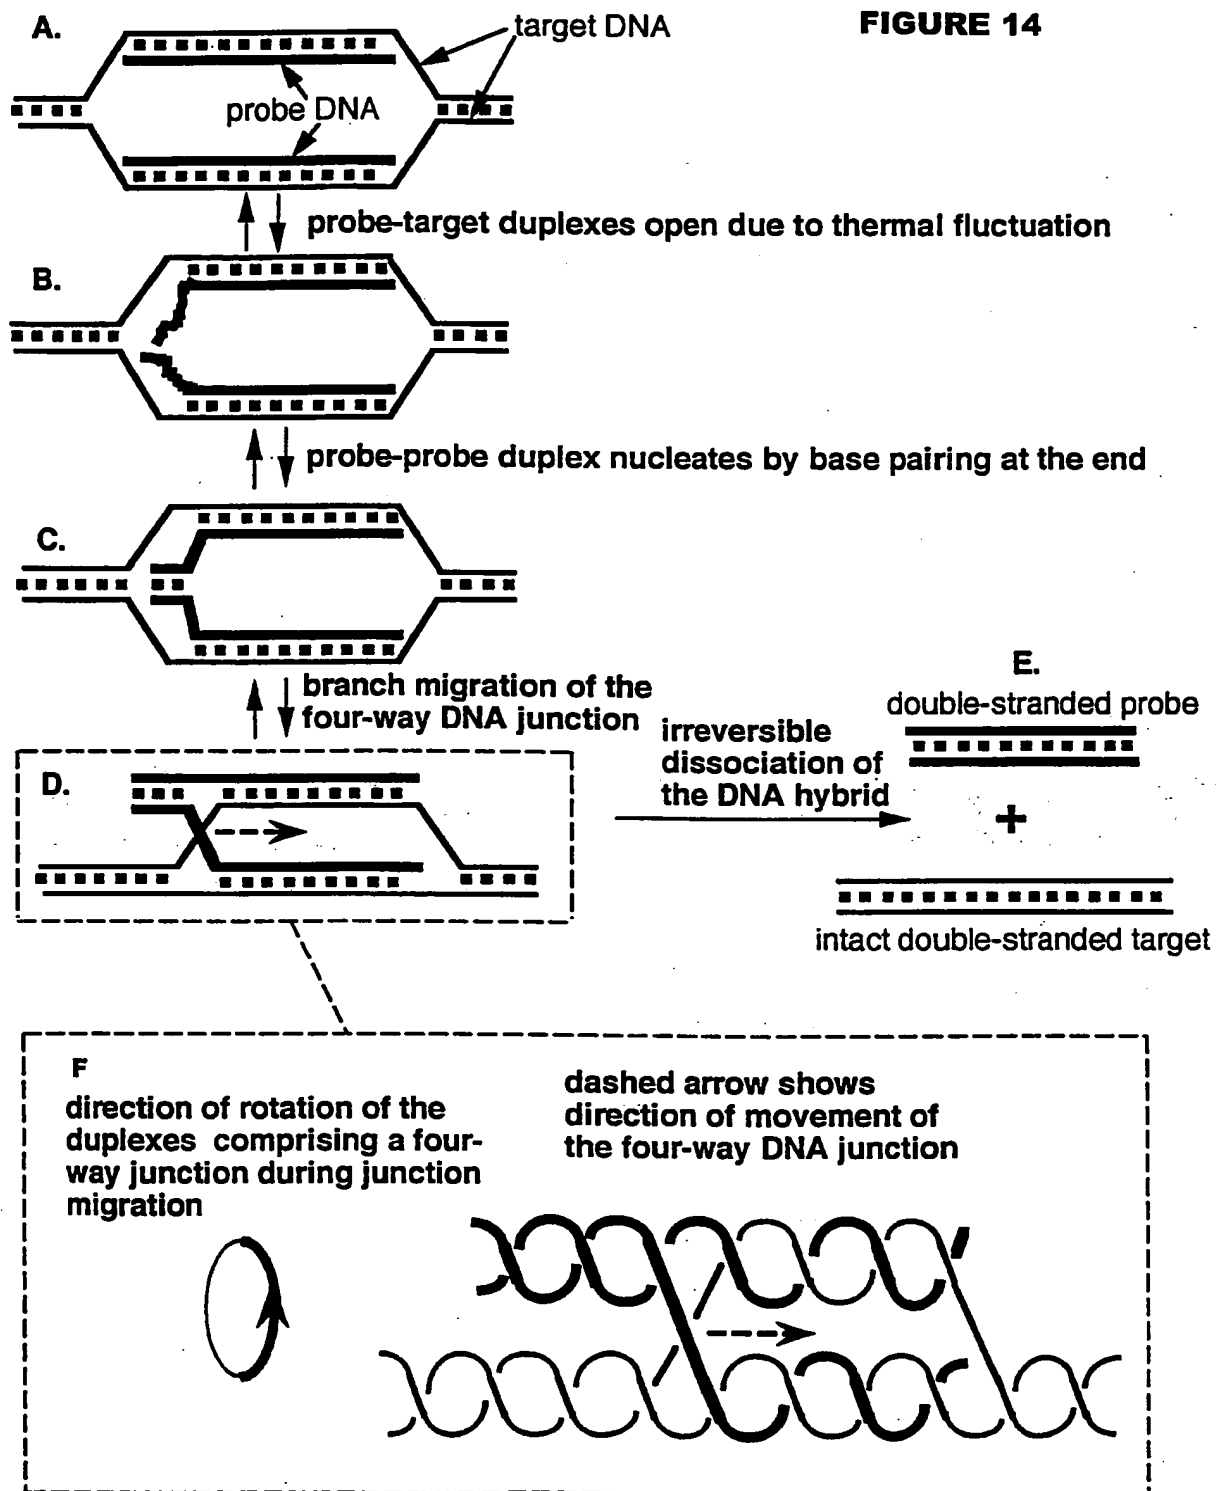 FIGURE 14
A.
target DNA
probe DNA
probe-target duplexes open due to thermal fluctuation
B.
probe-probe duplex nucleates by base pairing at the end
C.
branch migration of the
four-way DNA junction
D.
irreversible
dissociation of
the DNA hybrid
E.
double-stranded probe
+
intact double-stranded target
F
direction of rotation of the
duplexes comprising a four-
way junction during junction
migration
dashed arrow shows
direction of movement of
the four-way DNA junction